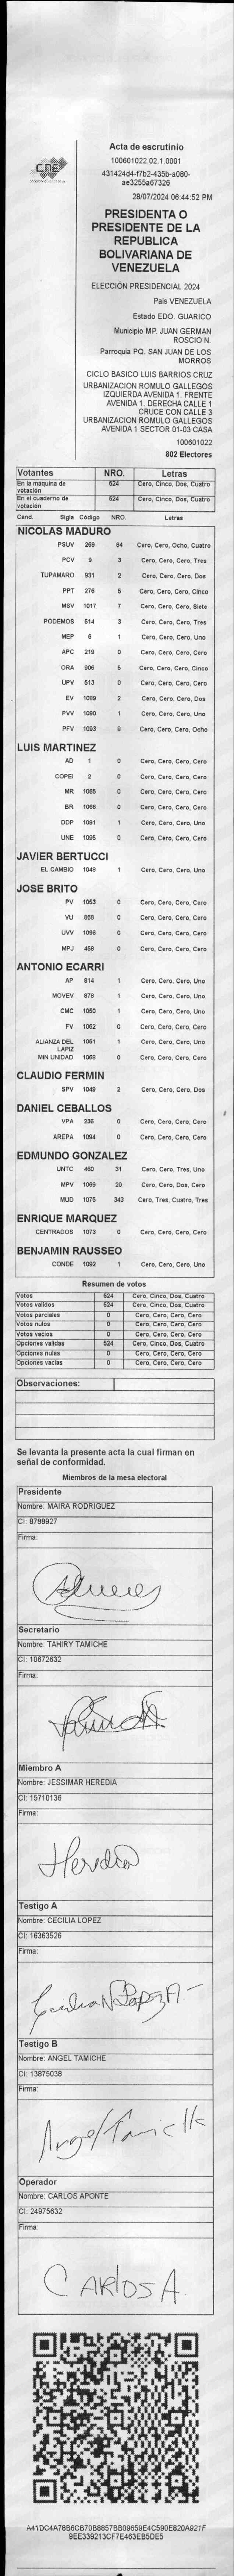 CNE
Acta de escrutinio
100601022.02.1.0001
431424d4-f7b2-435b-a080-
ae3255a67326
28/07/2024 06:44:52 PM
PRESIDENTA O
PRESIDENTE DE LA
REPUBLICA
BOLIVARIANA DE
VENEZUELA
ELECCIÓN PRESIDENCIAL 2024
Pais VENEZUELA
Estado EDO. GUARICO
Municipio MP. JUAN GERMAN
ROSCIO N.
Parroquia PQ. SAN JUAN DE LOS
MORROS
CICLO BASICO LUIS BARRIOS CRUZ
URBANIZACION ROMULO GALLEGOS
IZQUIERDA AVENIDA 1. FRENTE
AVENIDA 1. DERECHA CALLE 1
CRUCE CON CALLE 3
URBANIZACION ROMULO GALLEGOS
AVENIDA 1 SECTOR 01-03 CASA
100601022
802 Electores
Votantes NRO. Letras
En la máquina de votación 524 Cero, Cinco, Dos, Cuatro
En el cuaderno de votación 524 Cero, Cinco, Dos, Cuatro
Cand. Sigla Código NRO. Letras
NICOLAS MADURO
PSUV 269 84 Cero, Cero, Ocho, Cuatro
PCV 9 3 Cero, Cero, Cero, Tres
TUPAMARO 931 2 Cero, Cero, Cero, Dos
PPT 276 5 Cero, Cero, Cero, Cinco
MSV 1017 7 Cero, Cero, Cero, Siete
PODEMOS 514 3 Cero, Cero, Cero, Tres
MEP 6 1 Cero, Cero, Cero, Uno
APC 219 0 Cero, Cero, Cero, Cero
ORA 906 5 Cero, Cero, Cero, Cinco
UPV 513 0 Cero, Cero, Cero, Cero
EV 1089 2 Cero, Cero, Cero, Dos
PVV 1090 1 Cero, Cero, Cero, Uno
PFV 1093 8 Cero, Cero, Cero, Ocho
LUIS MARTINEZ
AD 1 0 Cero, Cero, Cero, Cero
COPEI 2 0 Cero, Cero, Cero, Cero
MR 1065 0 Cero, Cero, Cero, Cero
BR 1066 0 Cero, Cero, Cero, Cero
DDP 1091 1 Cero, Cero, Cero, Uno
UNE 1095 0 Cero, Cero, Cero, Cero
JAVIER BERTUCCI
EL CAMBIO 1048 1 Cero, Cero, Cero, Uno
JOSE BRITO
PV 1053 0 Cero, Cero, Cero, Cero
VU 868 0 Cero, Cero, Cero, Cero
UVV 1096 0 Cero, Cero, Cero, Cero
MPJ 458 0 Cero, Cero, Cero, Cero
ANTONIO ECARRI
AP 814 1 Cero, Cero, Cero, Uno
MOVEV 878 1 Cero, Cero, Cero, Uno
CMC 1050 1 Cero, Cero, Cero, Uno
FV 1062 0 Cero, Cero, Cero, Cero
ALIANZA DEL LAPIZ 1051 1 Cero, Cero, Cero, Uno
MIN UNIDAD 1068 0 Cero, Cero, Cero, Cero
CLAUDIO FERMIN
SPV 1049 2 Cero, Cero, Cero, Dos
DANIEL CEBALLOS
VPA 236 0 Cero, Cero, Cero, Cero
AREPA 1094 0 Cero, Cero, Cero, Cero
EDMUNDO GONZALEZ
UNTC 460 31 Cero, Cero, Tres, Uno
MPV 1069 20 Cero, Cero, Dos, Cero
MUD 1075 343 Cero, Tres, Cuatro, Tres
ENRIQUE MARQUEZ
CENTRADOS 1073 0 Cero, Cero, Cero, Cero
BENJAMIN RAUSSEO
CONDE 1092 1 Cero, Cero, Cero, Uno
Resumen de votos
Votos 524 Cero, Cinco, Dos, Cuatro
Votos validos 524 Cero, Cinco, Dos, Cuatro
Votos parciales 0 Cero, Cero, Cero, Cero
Votos nulos 0 Cero, Cero, Cero, Cero
Votos vacios 0 Cero, Cero, Cero, Cero
Opciones validas 524 Cero, Cinco, Dos, Cuatro
Opciones nulas 0 Cero, Cero, Cero, Cero
Opciones vacias 0 Cero, Cero, Cero, Cero
Observaciones:
Se levanta la presente acta la cual firman en
señal de conformidad.
Miembros de la mesa electoral
Presidente
Nombre: MAIRA RODRIGUEZ
CI: 8788927
Firma:
Secretario
Nombre: TAHIRY TAMICHE
CI: 10672632
Firma:
Miembro A
Nombre: JESSIMAR HEREDIA
CI: 15710136
Firma:
Heredia
Testigo A
Nombre: CECILIA LOPEZ
CI: 16363526
Firma:
Cecilia Lopez A
Testigo B
Nombre: ANGEL TAMICHE
CI: 13875038
Firma:
Angel Tamiche
Operador
Nombre: CARLOS APONTE
CI: 24975632
Firma:
CARlos A
A41DC4A78B6CB70B8857BB09659E4C590E820A921F
9EE339213CF7E463EB5DE5